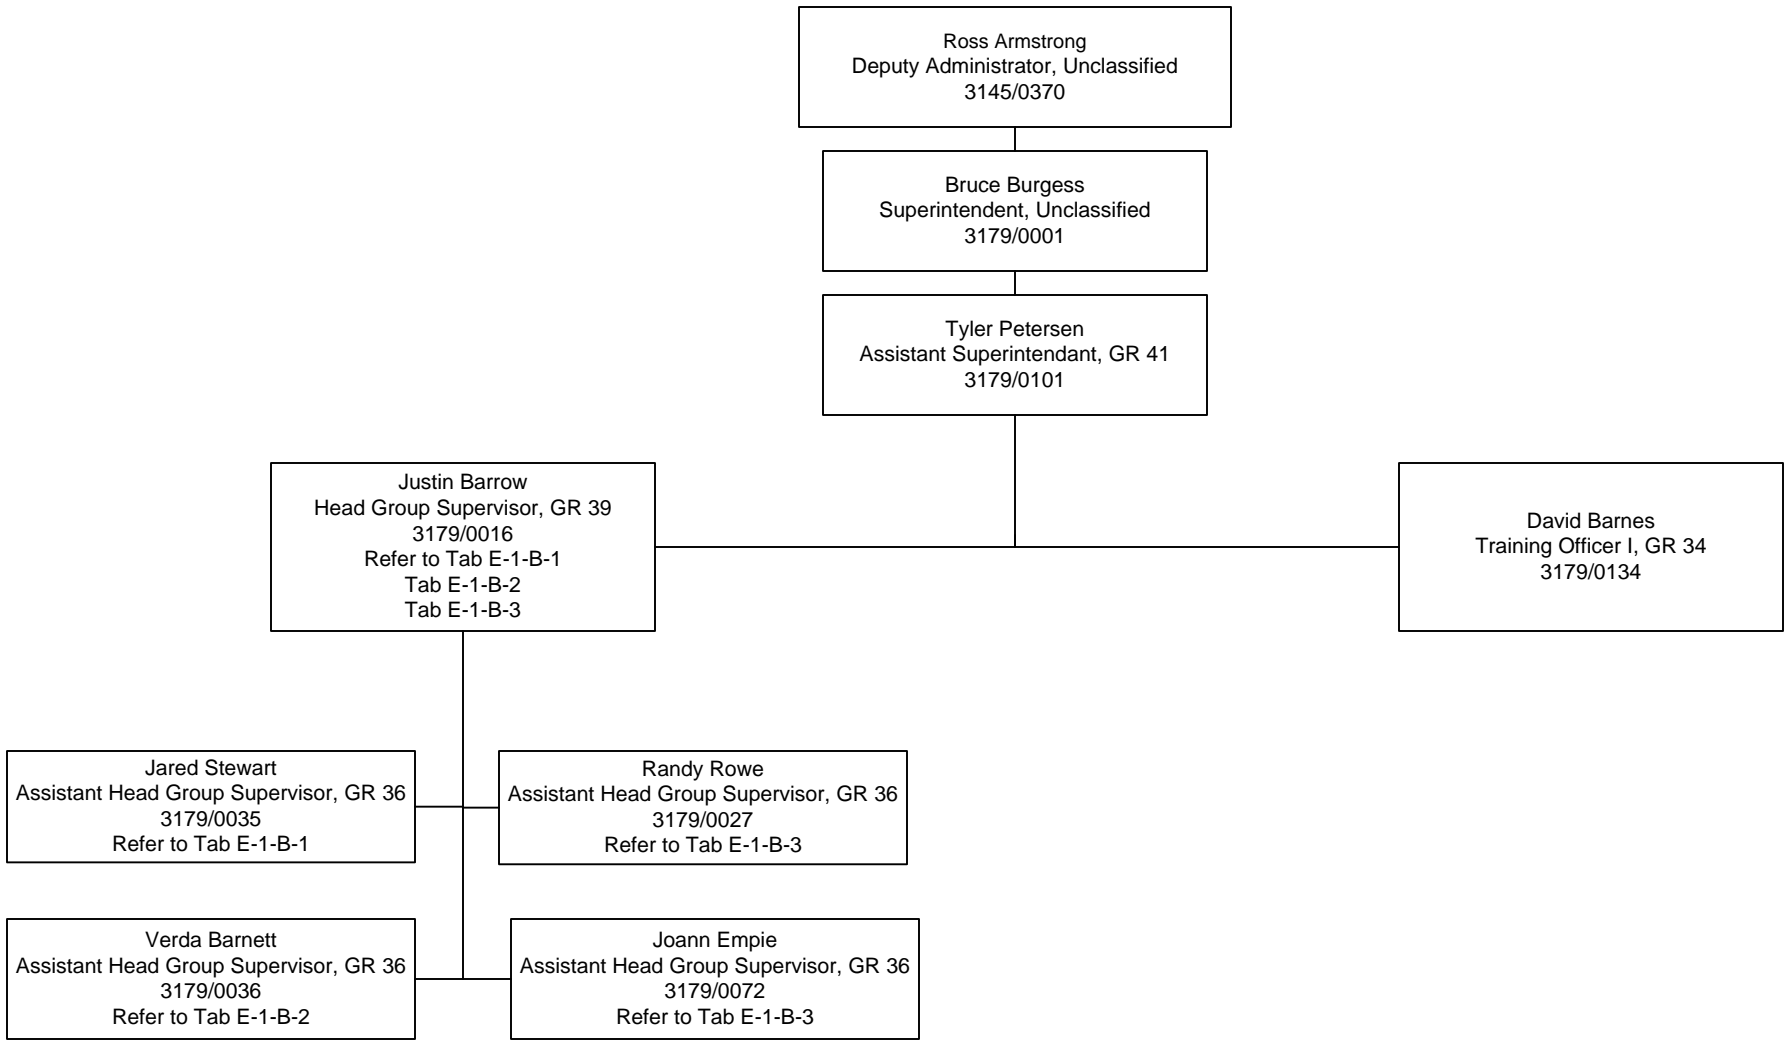 Ross Armstrong
Deputy Administrator, Unclassified
3145/0370
Bruce Burgess
Superintendent, Unclassified
3179/0001
Tyler Petersen
Assistant Superintendant, GR 41
3179/0101
Justin Barrow
Head Group Supervisor, GR 39
3179/0016
Refer to Tab E-1-B-1
Tab E-1-B-2
Tab E-1-B-3
David Barnes
Training Officer I, GR 34
3179/0134
Jared Stewart
Assistant Head Group Supervisor, GR 36
3179/0035
Refer to Tab E-1-B-1
Randy Rowe
Assistant Head Group Supervisor, GR 36
3179/0027
Refer to Tab E-1-B-3
Verda Barnett
Assistant Head Group Supervisor, GR 36
3179/0036
Refer to Tab E-1-B-2
Joann Empie
Assistant Head Group Supervisor, GR 36
3179/0072
Refer to Tab E-1-B-3